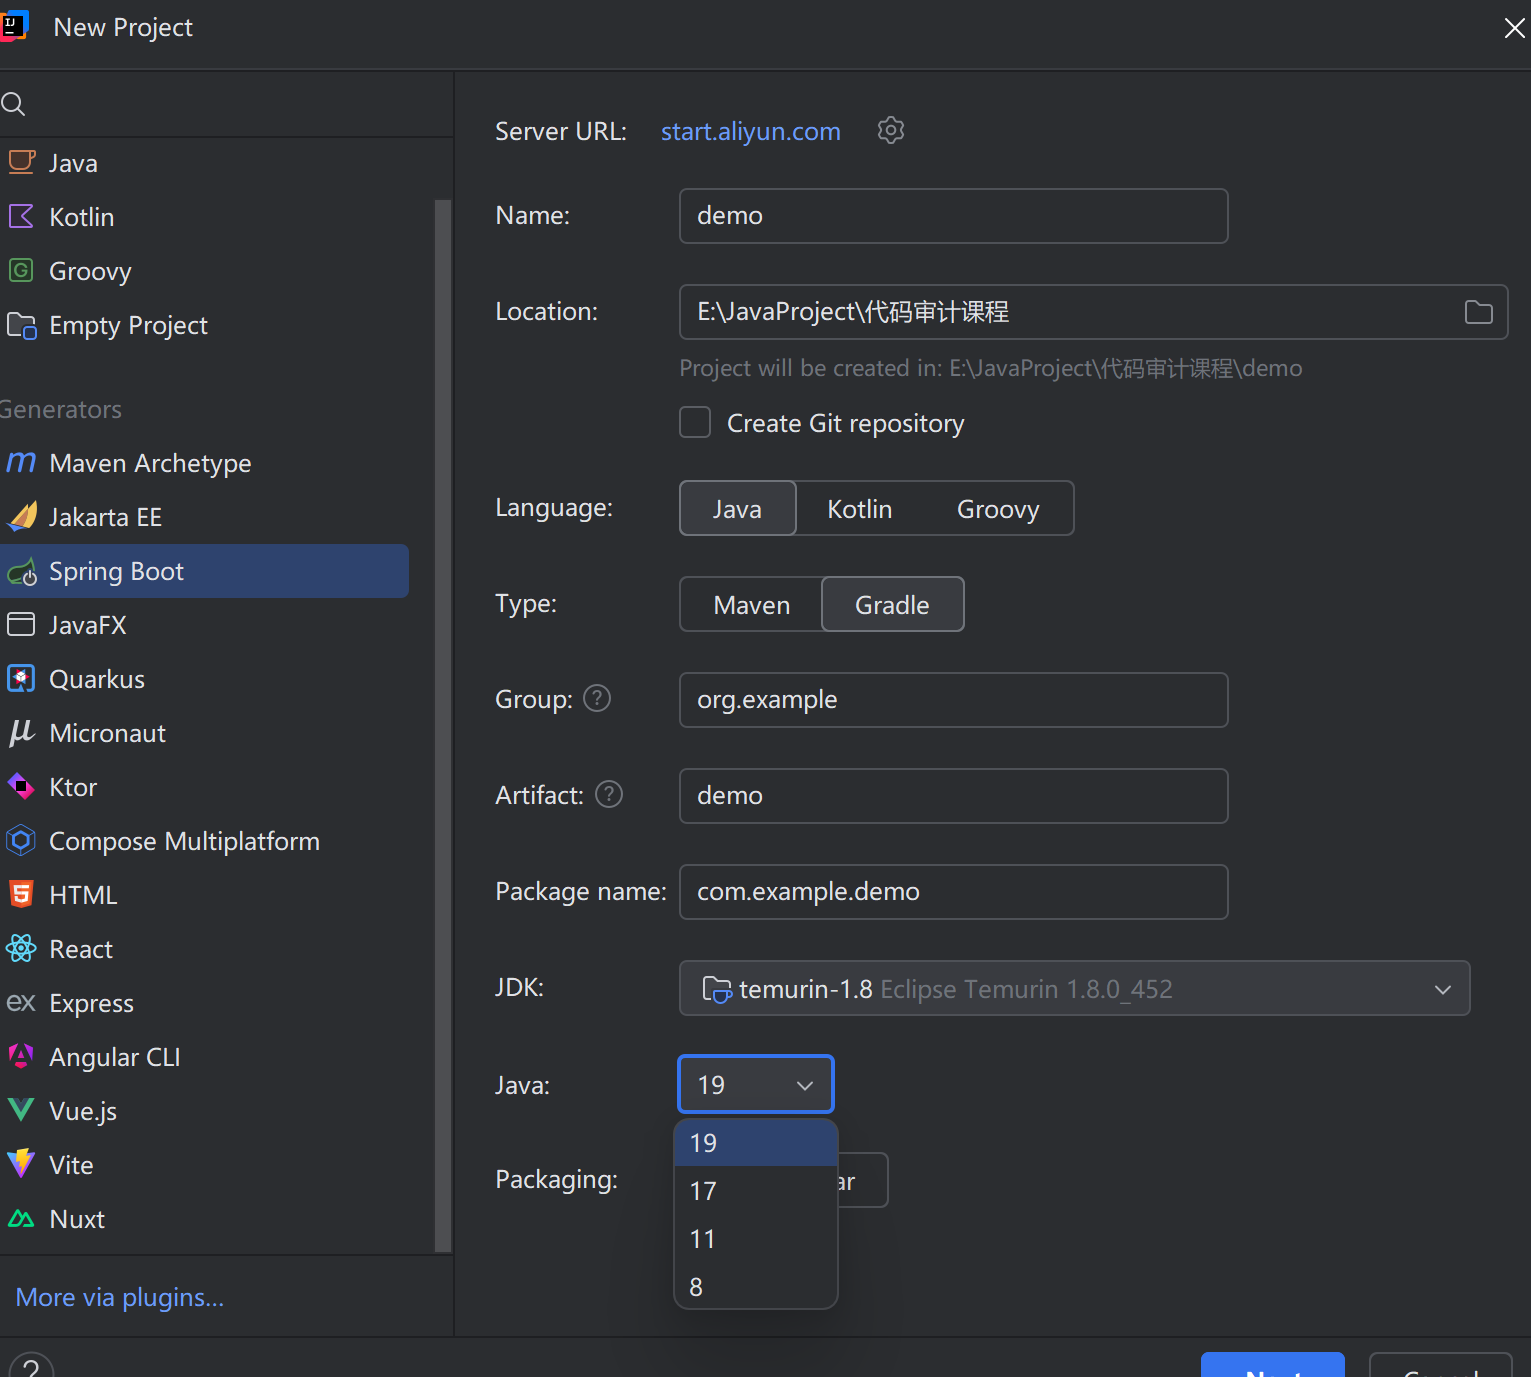 New Project
Java
Kotlin
Groovy
Empty Project
Generators
Maven Archetype
Jakarta EE
Spring Boot
JavaFX
Quarkus
Micronaut
Ktor
Compose Multiplatform
HTML
React
Express
Angular CLI
Vue.js
Vite
Nuxt
More via plugins...
Server URL: start.aliyun.com
Name: demo
Location: E:\JavaProject\代码审计课程
Project will be created in: E:\JavaProject\代码审计课程\demo
Create Git repository
Language: Java Kotlin Groovy
Type: Maven Gradle
Group: org.example
Artifact: demo
Package name: com.example.demo
JDK: temurin-1.8 Eclipse Temurin 1.8.0_452
Java: 19
19
17
11
8
Packaging: